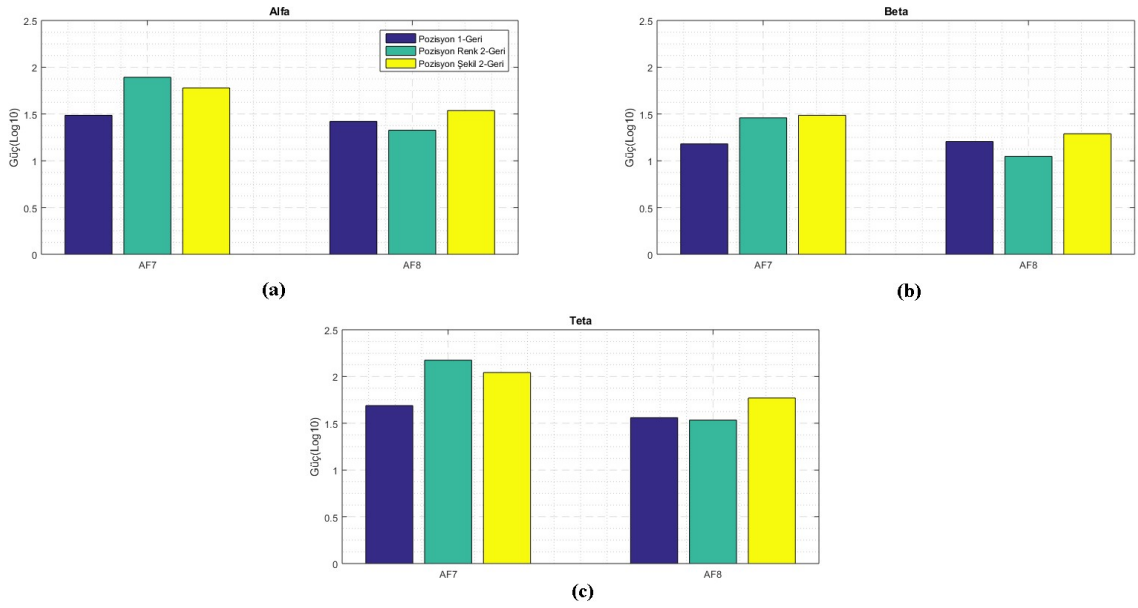 Alfa
2.5
2
1.5
1
0.5
0
Güç(Log10)
AF7
AF8
Pozisyon 1-Geri
Pozisyon Renk 2-Geri
Pozisyon Şekil 2-Geri
(a)
Beta
2.5
2
1.5
1
0.5
0
Güç(Log10)
AF7
AF8
(b)
Teta
2.5
2
1.5
1
0.5
0
Güç(Log10)
AF7
AF8
(c)